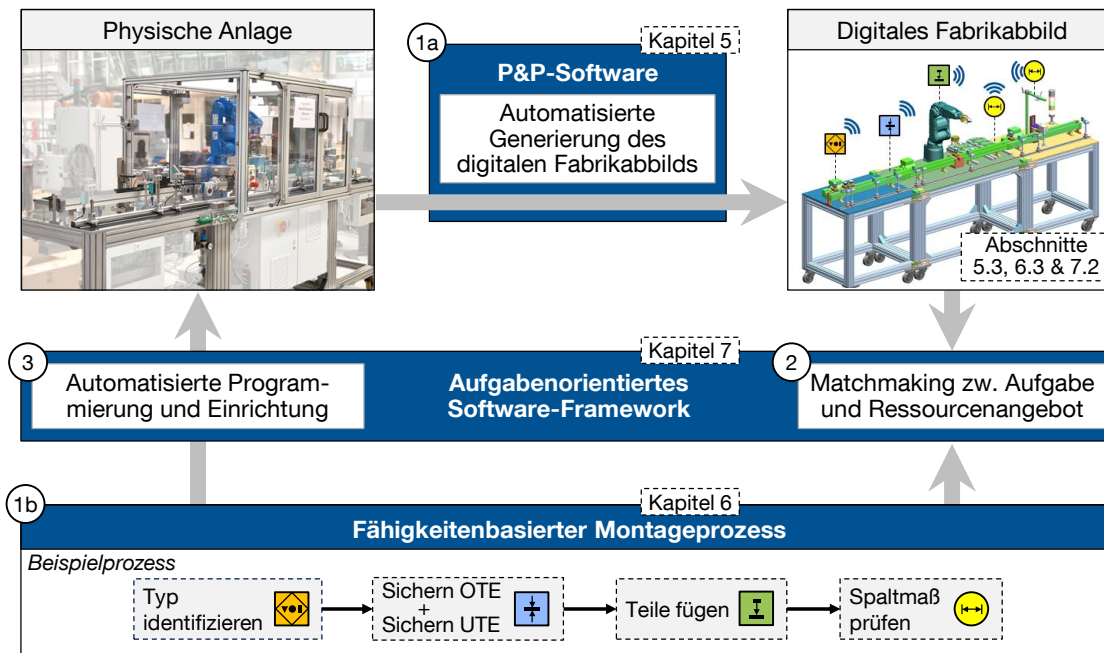 Physische Anlage
1a
Kapitel 5
P&P-Software
Automatisierte
Generierung des
digitalen Fabrikabbilds
Digitales Fabrikabbild
Abschnitte
5.3, 6.3 & 7.2
3
Automatisierte Program-
mierung und Einrichtung
Kapitel 7
Aufgabenorientiertes
Software-Framework
2
Matchmaking zw. Aufgabe
und Ressourcenangebot
1b
Kapitel 6
Fähigkeitenbasierter Montageprozess
Beispielprozess
Typ
identifizieren
Sichern OTE
+
Sichern UTE
Teile fügen
Spaltmaß
prüfen